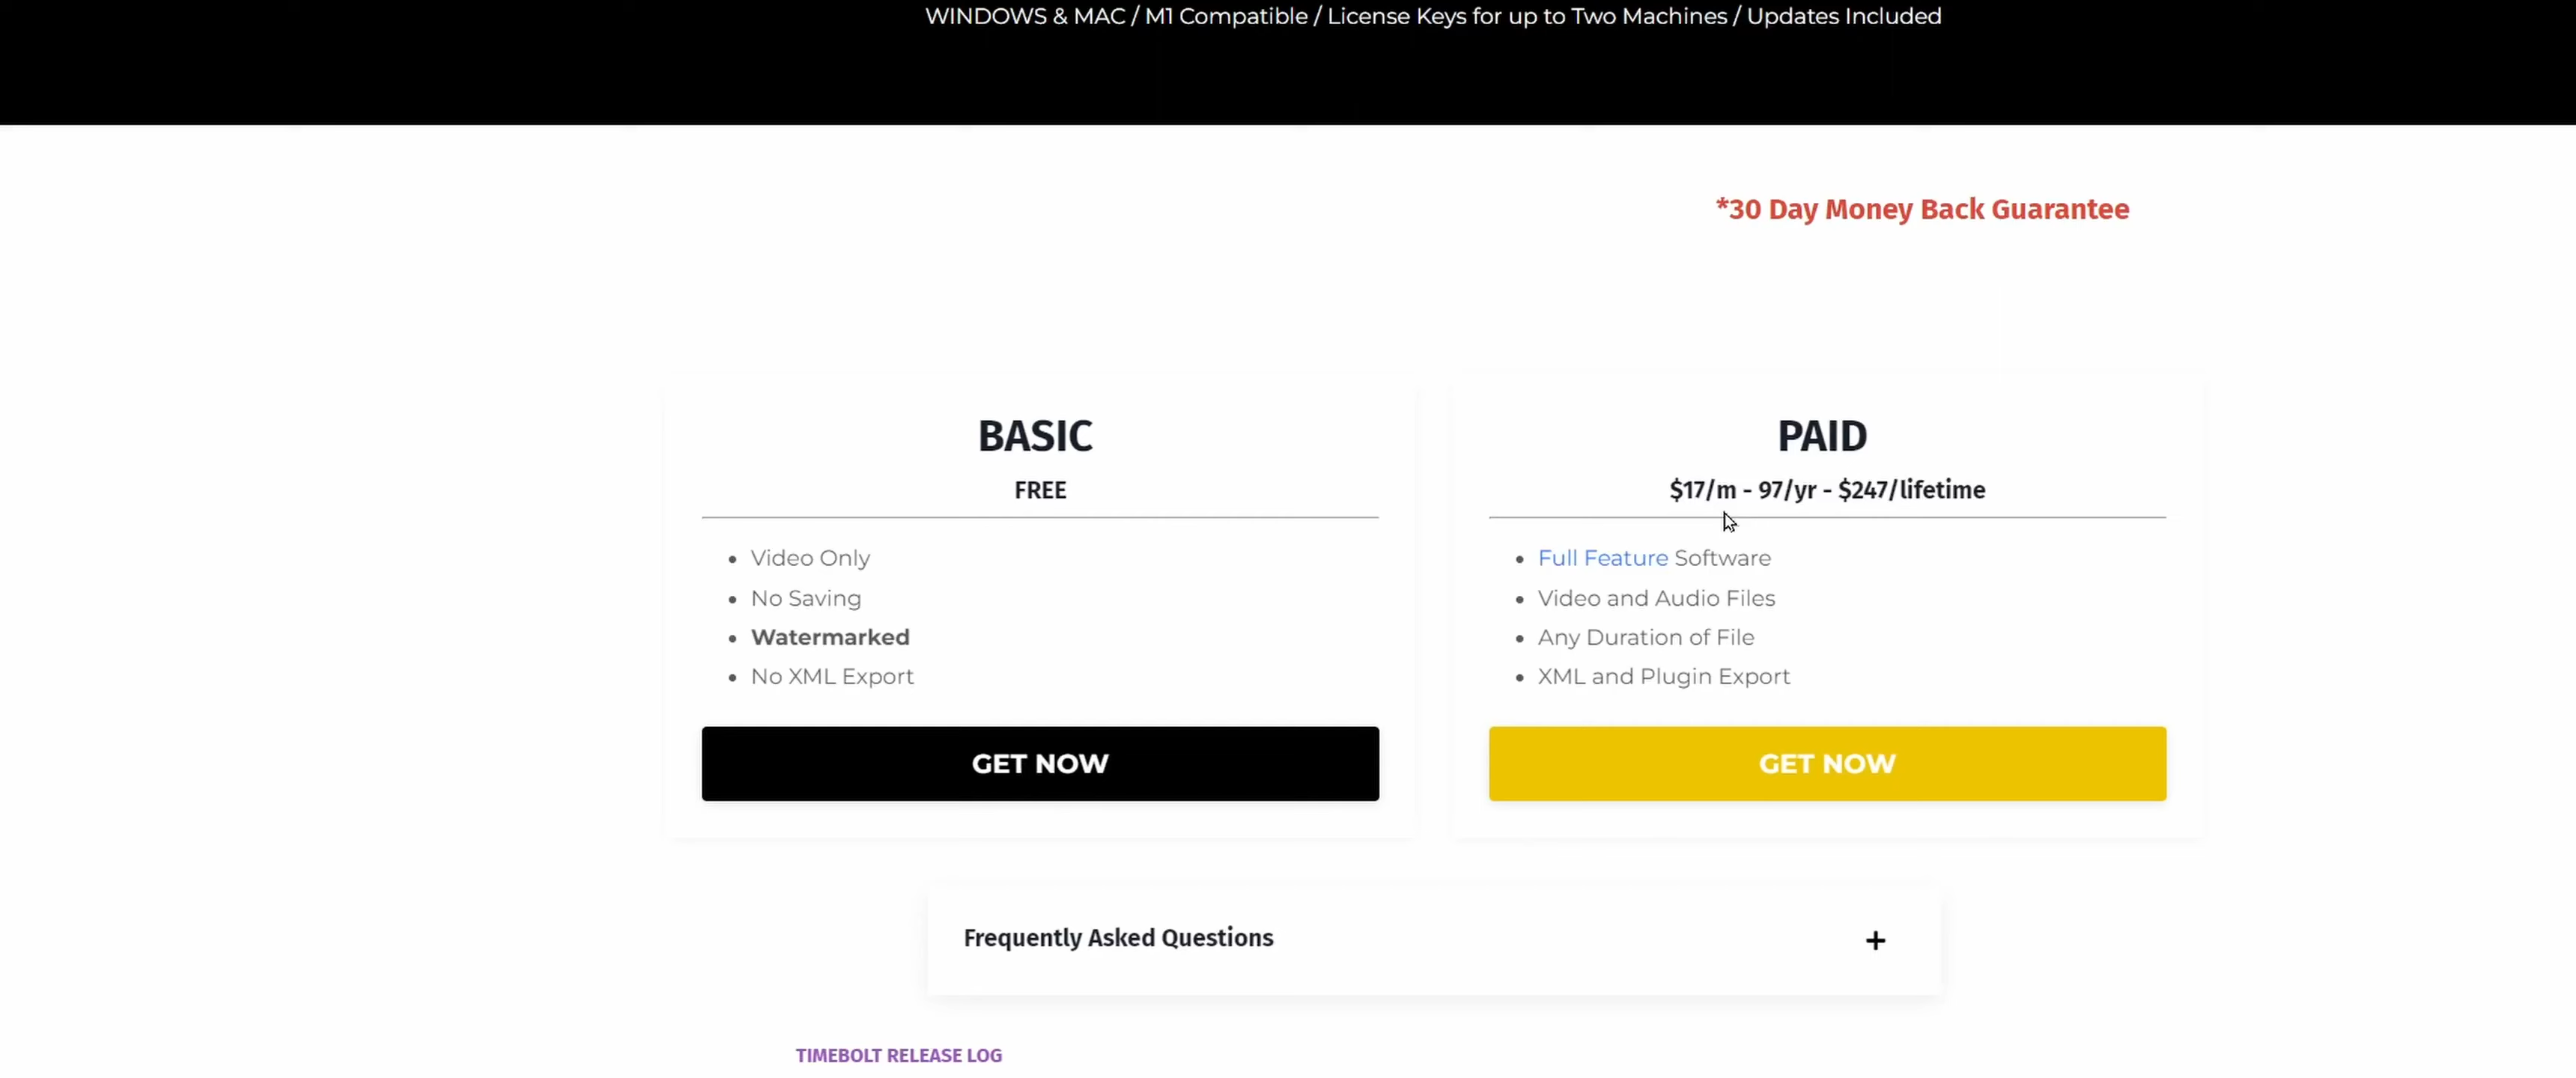 WINDOWS & MAC / M1 Compatible / License Keys for up to Two Machines / Updates Included
*30 Day Money Back Guarantee
BASIC
FREE
Video Only
No Saving
Watermarked
No XML Export
GET NOW
PAID
$17/m - 97/yr - $247/lifetime
Full Feature Software
Video and Audio Files
Any Duration of File
XML and Plugin Export
GET NOW
Frequently Asked Questions
+
TIMEBOLT RELEASE LOG